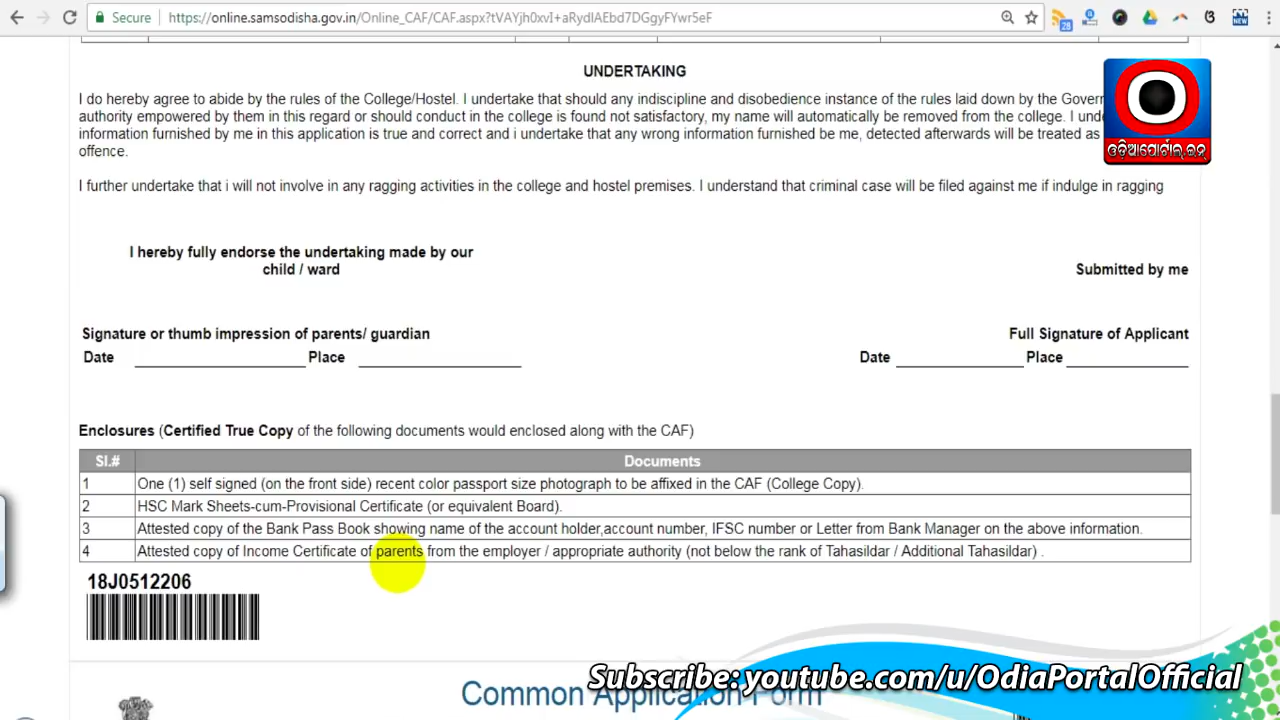 Secure
https://online.samsodisha.gov.in/Online_CAF/CAF.aspx?tVAYjh0xvI+aRydIAEbd7DGgyFYwr5eF
28
NEW
UNDERTAKING
I do hereby agree to abide by the rules of the College/Hostel. I undertake that should any indiscipline and disobedience instance of the rules laid down by the Gover
authority empowered by them in this regard or should conduct in the college is found not satisfactory, my name will automatically be removed from the college. I und
information furnished by me in this application is true and correct and i undertake that any wrong information furnished be me, detected afterwards will be treated as
offence.
ଓଡ଼ିଆପୋର୍ଟାଲ୍.ଇନ୍
I further undertake that i will not involve in any ragging activities in the college and hostel premises. I understand that criminal case will be filed against me if indulge in ragging
I hereby fully endorse the undertaking made by our
child / ward
Submitted by me
Signature or thumb impression of parents/ guardian
Full Signature of Applicant
Date Place
Date Place
Enclosures (Certified True Copy of the following documents would enclosed along with the CAF)
Sl.# Documents
1 One (1) self signed (on the front side) recent color passport size photograph to be affixed in the CAF (College Copy).
2 HSC Mark Sheets-cum-Provisional Certificate (or equivalent Board).
3 Attested copy of the Bank Pass Book showing name of the account holder,account number, IFSC number or Letter from Bank Manager on the above information.
4 Attested copy of Income Certificate of parents from the employer / appropriate authority (not below the rank of Tahasildar / Additional Tahasildar) .
18J0512206
Subscribe: youtube.com/u/OdiaPortalOfficial
Common Application Form